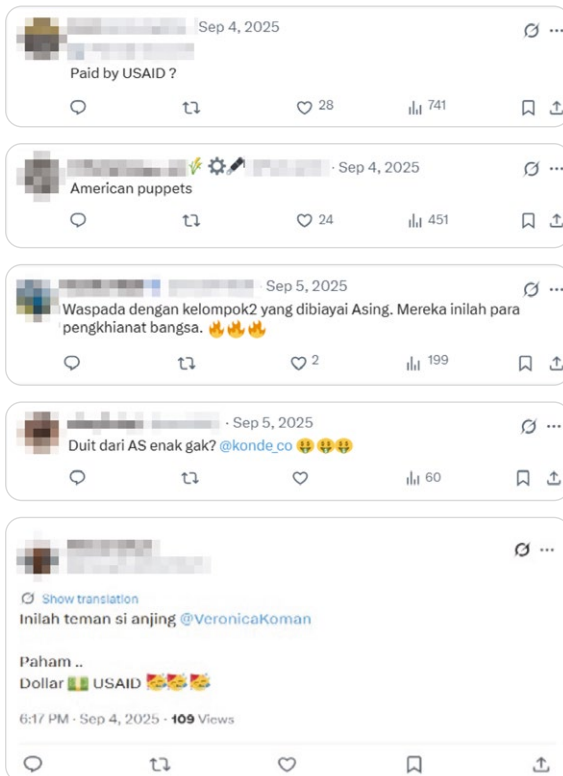 Sep 4, 2025
Paid by USAID ?
28 741
· Sep 4, 2025
American puppets
24 451
Sep 5, 2025
Waspada dengan kelompok2 yang dibiayai Asing. Mereka inilah para
pengkhianat bangsa. 🔥🔥🔥
2 199
· Sep 5, 2025
Duit dari AS enak gak? @konde_co 🤑🤑🤑
60
Show translation
Inilah teman si anjing @VeronicaKoman
Paham ..
Dollar 💵 USAID 🥳🥳🥳
6:17 PM · Sep 4, 2025 · 109 Views